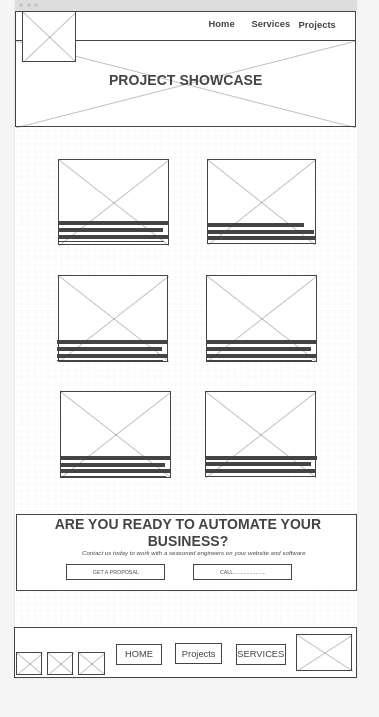 Home Services Projects
PROJECT SHOWCASE
ARE YOU READY TO AUTOMATE YOUR
BUSINESS?
Contact us today to work with a seasoned engineers on your website and software
GET A PROPOSAL
CALL....................
HOME
Projects
SERVICES